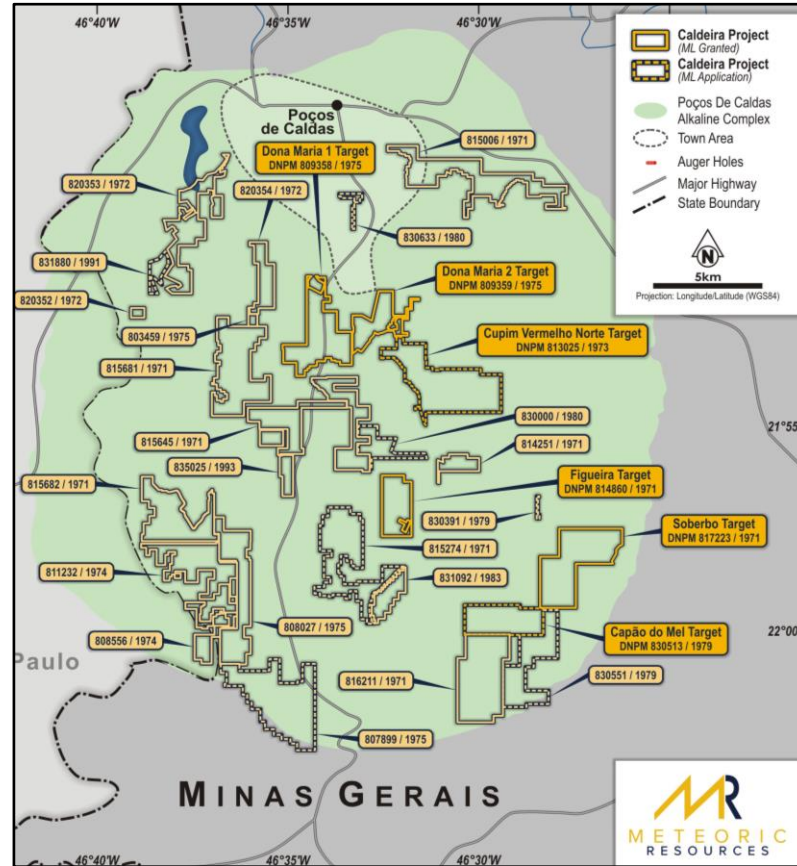 46°40'W
46°35'W
46°30'W
Caldeira Project
(ML Granted)
Caldeira Project
(ML Application)
Poços De Caldas
Alkaline Complex
Town Area
Auger Holes
Major Highway
State Boundary
N
5km
Projection: Longitude/Latitude (WGS84)
Poços
de Caldas
Dona Maria 1 Target
DNPM 809358 / 1975
815006 / 1971
820353 / 1972
820354 / 1972
830633 / 1980
831880 / 1991
Dona Maria 2 Target
DNPM 809359 / 1975
820352 / 1972
803459 / 1975
Cupim Vermelho Norte Target
DNPM 813025 / 1973
815681 / 1971
830000 / 1980
21°55'
815645 / 1971
814251 / 1971
835025 / 1993
815682 / 1971
Figueira Target
DNPM 814860 / 1971
830391 / 1979
Soberbo Target
DNPM 817223 / 1971
815274 / 1971
811232 / 1974
831092 / 1983
808027 / 1975
22°00'
Capão do Mel Target
DNPM 830513 / 1979
808556 / 1974
Paulo
816211 / 1971
830551 / 1979
807899 / 1975
MINAS GERAIS
MR
METEORIC
RESOURCES
46°40'W
46°35'W
46°30'W